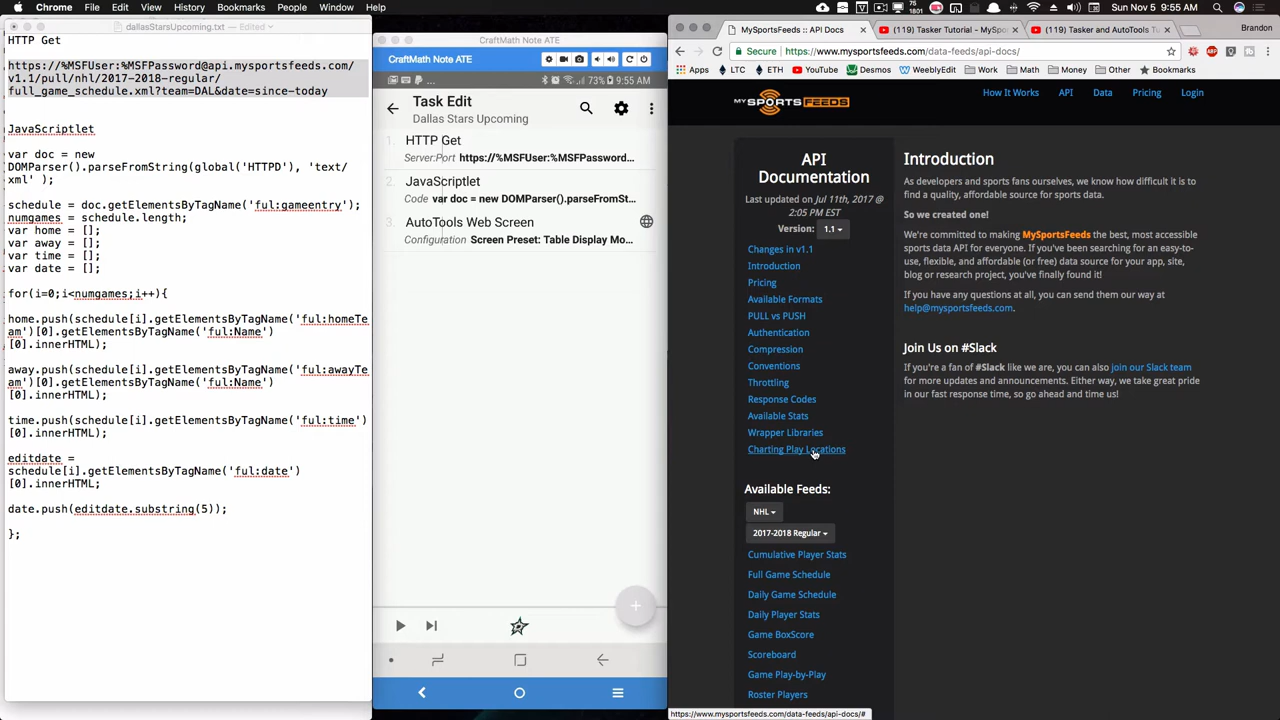 Chrome File Edit View History Bookmarks People Window Help
75
1801
Sun Nov 5 9:55 AM
dallasStarsUpcoming.txt — Edited
HTTP Get
https://%MSFUser:%MSFPassword@api.mysportsfeeds.com/
v1.1/pull/nhl/2017-2018-regular/
full_game_schedule.xml?team=DAL&date=since-today
JavaScriptlet
var doc = new
DOMParser().parseFromString(global('HTTPD'), 'text/
xml' );
schedule = doc.getElementsByTagName('ful:gameentry');
numgames = schedule.length;
var home = [];
var away = [];
var time = [];
var date = [];
for(i=0;i<numgames;i++){
home.push(schedule[i].getElementsByTagName('ful:homeTe
am')[0].getElementsByTagName('ful:Name')
[0].innerHTML);
away.push(schedule[i].getElementsByTagName('ful:awayTe
am')[0].getElementsByTagName('ful:Name')
[0].innerHTML);
time.push(schedule[i].getElementsByTagName('ful:time')
[0].innerHTML);
editdate =
schedule[i].getElementsByTagName('ful:date')
[0].innerHTML;
date.push(editdate.substring(5));
};
CraftMath Note ATE
CraftMath Note ATE
73% 9:55 AM
Task Edit
Dallas Stars Upcoming
1. HTTP Get
Server:Port https://%MSFUser:%MSFPassword...
2. JavaScriptlet
Code var doc = new DOMParser().parseFromSt...
3. AutoTools Web Screen
Configuration Screen Preset: Table Display Mo...
MySportsFeeds :: API Docs
(119) Tasker Tutorial - MySport
(119) Tasker and AutoTools Tu
Brandon
Secure https://www.mysportsfeeds.com/data-feeds/api-docs/
Apps LTC ETH YouTube Desmos WeeblyEdit Work School Phone Other
Other Bookmarks
MY SPORTSFEEDS
How It Works API Data Pricing Login
API
Documentation
Last updated on Jul 11th, 2017 @
2:05 PM EST
Version: 1.1
Changes in v1.1
Introduction
Pricing
Available Formats
PULL vs PUSH
Authentication
Compression
Conventions
Throttling
Response Codes
Available Stats
Wrapper Libraries
Charting Play Locations
Available Feeds:
NHL
2017-2018 Regular
Cumulative Player Stats
Full Game Schedule
Daily Game Schedule
Daily Player Stats
Game BoxScore
Scoreboard
Game Play-by-Play
Roster Players
Introduction
As developers and sports fans ourselves, we know how difficult it is to
find a quality, affordable source for sports data.
So we created one!
We're committed to making MySportsFeeds the best, most accessible
sports data API for everyone. If you've been searching for an easy-to-
use, flexible, and affordable (or free) data source for your app, site,
blog or research project, you've finally found it!
If you have any questions at all, you can send them our way at
help@mysportsfeeds.com.
Join Us on #Slack
If you're a fan of #Slack like we are, you can also join our Slack team
for more updates and announcements. Either way, we take great pride
in our fast response time, so go ahead and time us!
https://www.mysportsfeeds.com/data-feeds/api-docs/#